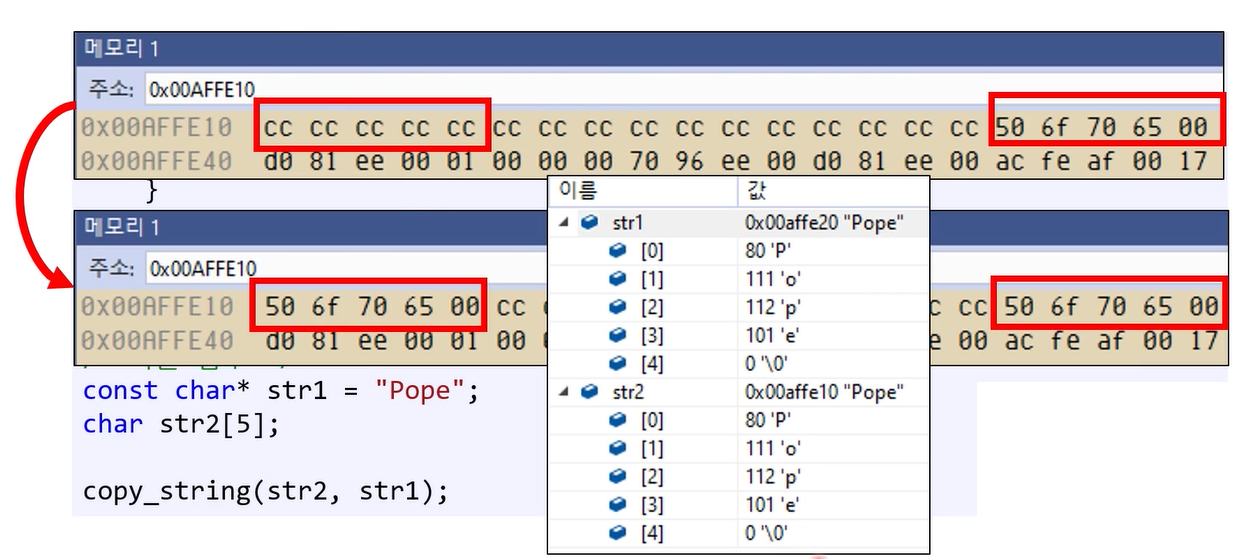 메모리 1
주소: 0x00AFFE10
0x00AFFE10 cc cc cc cc cc cc cc cc cc cc cc cc cc cc cc cc 50 6f 70 65 00
0x00AFFE40 d0 81 ee 00 01 00 00 00 70 96 ee 00 d0 81 ee 00 ac fe af 00 17
}
메모리 1
주소: 0x00AFFE10
0x00AFFE10 50 6f 70 65 00 cc cc 50 6f 70 65 00
0x00AFFE40 d0 81 ee 00 01 00 00 ac fe af 00 17
const char* str1 = "Pope";
char str2[5];
copy_string(str2, str1);
이름 값
str1 0x00affe20 "Pope"
[0] 80 'P'
[1] 111 'o'
[2] 112 'p'
[3] 101 'e'
[4] 0 '\0'
str2 0x00affe10 "Pope"
[0] 80 'P'
[1] 111 'o'
[2] 112 'p'
[3] 101 'e'
[4] 0 '\0'